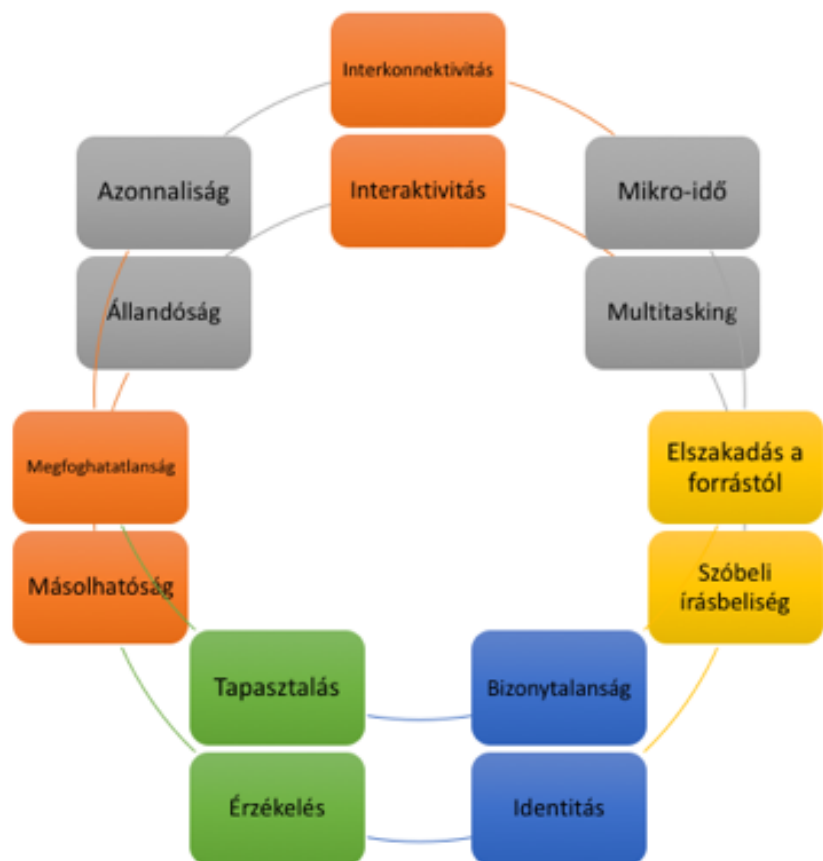 Interkonnektivitás
Interaktivitás
Azonnaliság
Mikro-idő
Állandóság
Multitasking
Megfoghatatlanság
Elszakadás a
forrástól
Másolhatóság
Szóbeli
írásbeliség
Tapasztalás
Bizonytalanság
Érzékelés
Identitás